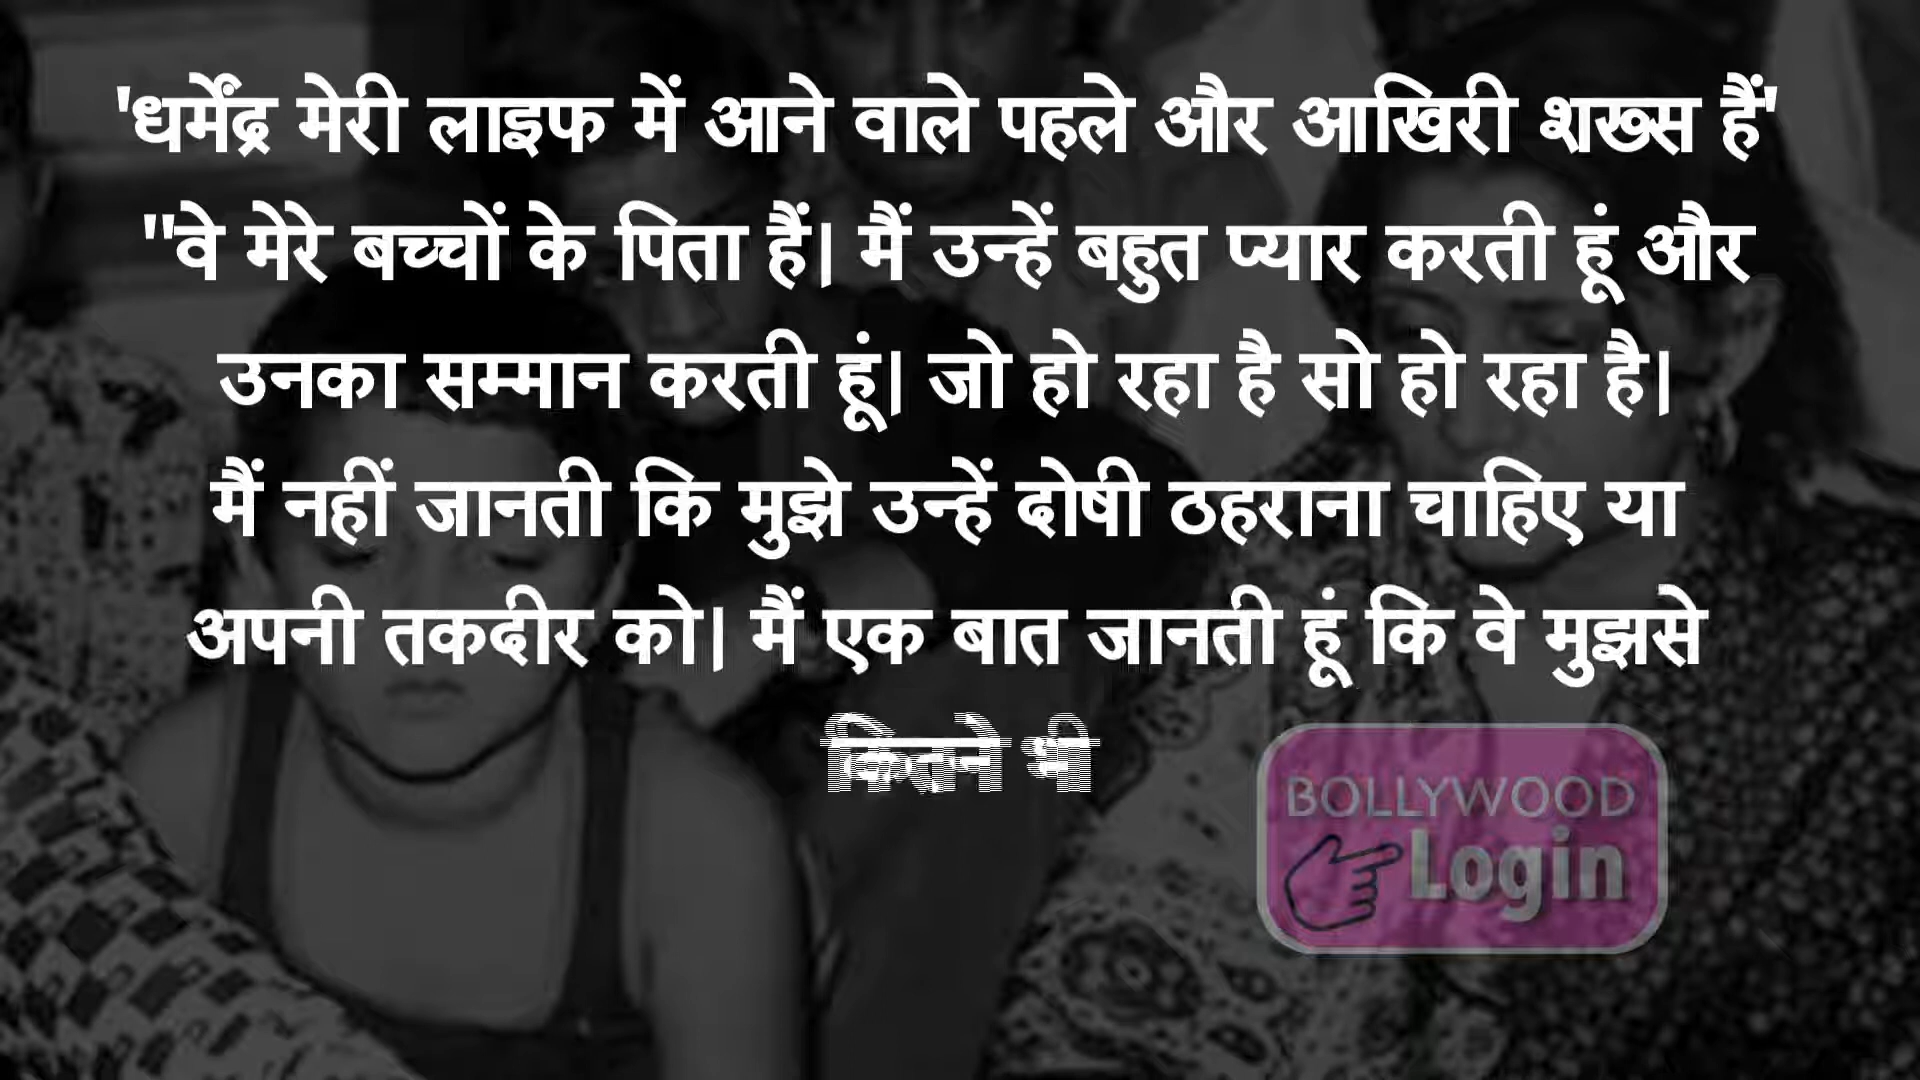 'धर्मेंद्र मेरी लाइफ में आने वाले पहले और आखिरी शख्स हैं'
"वे मेरे बच्चों के पिता हैं। मैं उन्हें बहुत प्यार करती हूं और
उनका सम्मान करती हूं। जो हो रहा है सो हो रहा है।
मैं नहीं जानती कि मुझे उन्हें दोषी ठहराना चाहिए या
अपनी तकदीर को। मैं एक बात जानती हूं कि वे मुझसे
कितने भी
BOLLYWOOD
Login